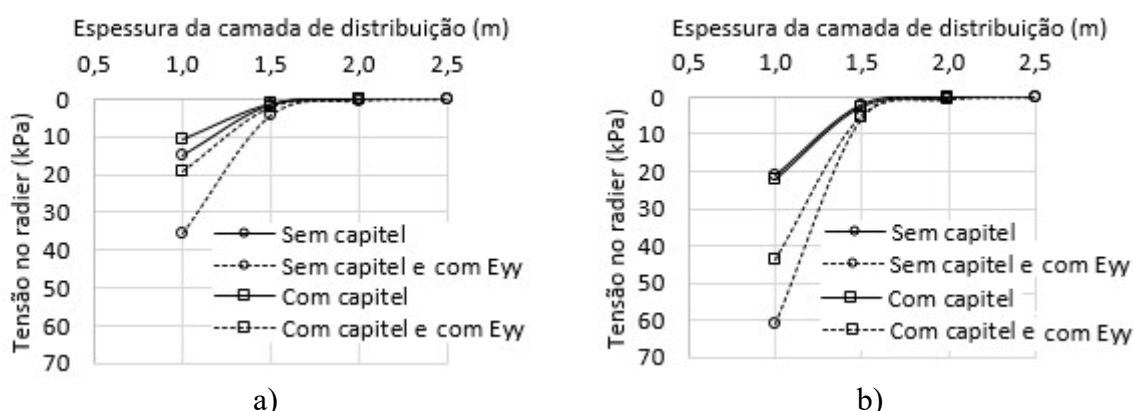 Espessura da camada de distribuição (m)
0,5 1,0 1,5 2,0 2,5
Tensão no radier (kPa)
0
10
20
30
40
50
60
70
Sem capitel
Sem capitel e com Eyy
Com capitel
Com capitel e com Eyy
a)
Espessura da camada de distribuição (m)
0,5 1,0 1,5 2,0 2,5
Tensão no radier (kPa)
0
10
20
30
40
50
60
70
Sem capitel
Sem capitel e com Eyy
Com capitel
Com capitel e com Eyy
b)